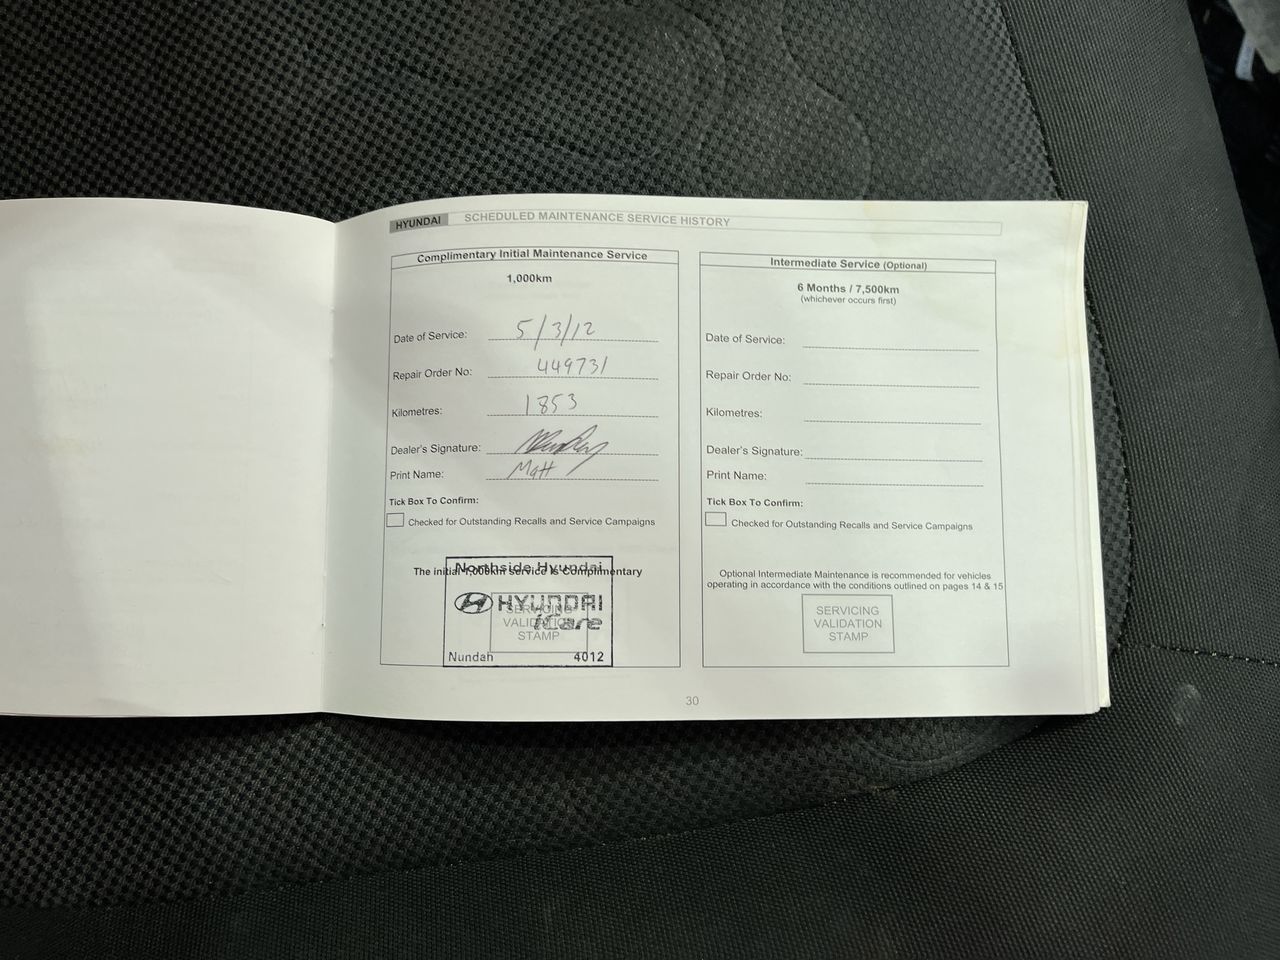 HYUNDAI SCHEDULED MAINTENANCE SERVICE HISTORY
Complimentary Initial Maintenance Service
1,000km
Date of Service: 5/3/12
Repair Order No: 449731
Kilometres: 1853
Dealer's Signature:
Print Name: Matt
Tick Box To Confirm:
Checked for Outstanding Recalls and Service Campaigns
The initial 1,000km service is Complimentary
Northside Hyundai
HYUNDAI
iCare
SERVICING
VALIDATION
STAMP
Nundah 4012
Intermediate Service (Optional)
6 Months / 7,500km
(whichever occurs first)
Date of Service:
Repair Order No:
Kilometres:
Dealer's Signature:
Print Name:
Tick Box To Confirm:
Checked for Outstanding Recalls and Service Campaigns
Optional Intermediate Maintenance is recommended for vehicles
operating in accordance with the conditions outlined on pages 14 & 15
SERVICING
VALIDATION
STAMP
30